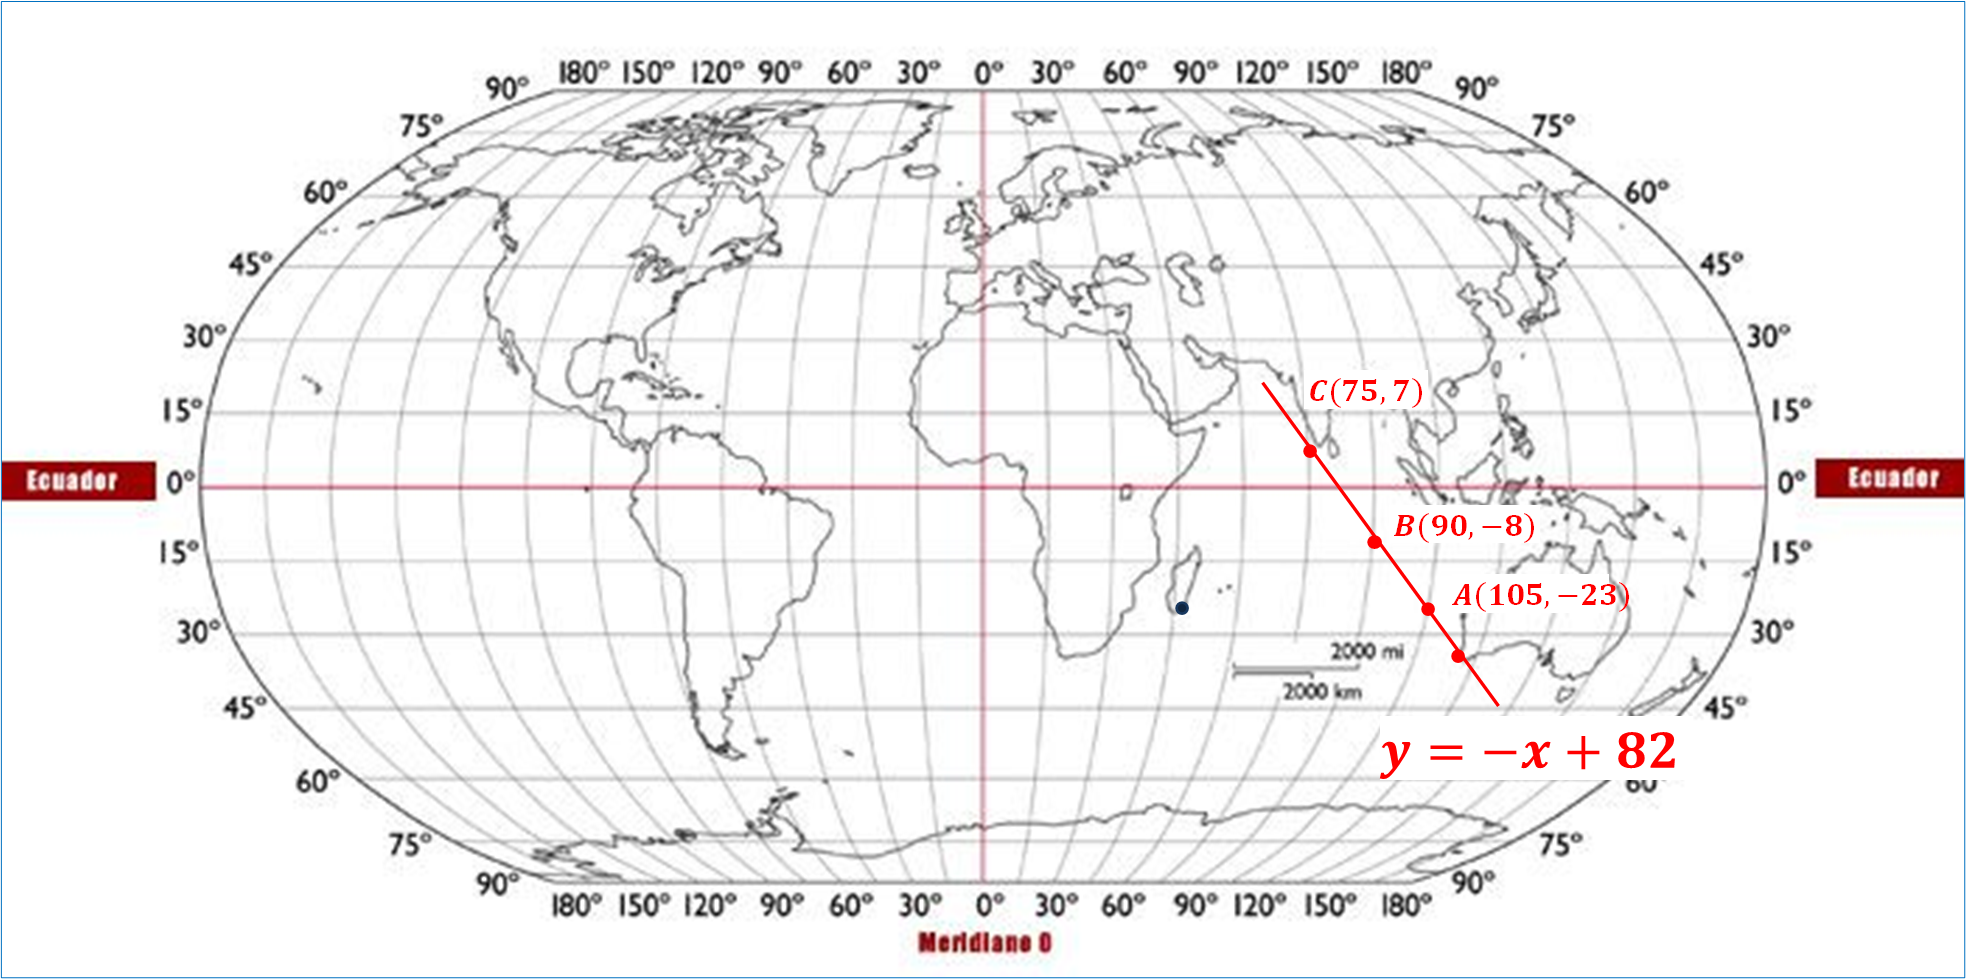 180° 150° 120° 90° 60° 30° 0° 30° 60° 90° 120° 150° 180°
90° 90°
75° 75°
60° 60°
45° 45°
30° 30°
C(75, 7)
15° 15°
Ecuador 0° 0° Ecuador
B(90, −8)
15° 15°
A(105, −23)
30° 30°
2000 mi
2000 km
45° 45°
y = −x + 82
60° 60°
75° 75°
90° 90°
180° 150° 120° 90° 60° 30° 0° 30° 60° 90° 120° 150° 180°
Meridiano 0